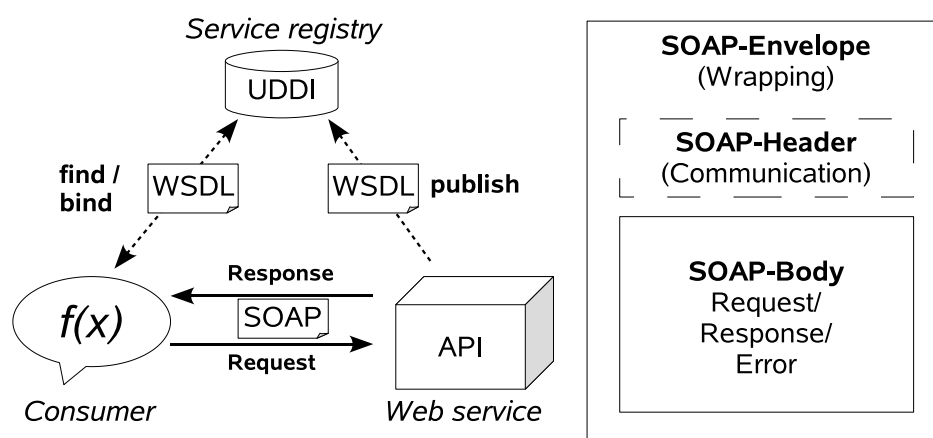 Service registry
UDDI
find /
bind
WSDL
WSDL
publish
Response
SOAP
Request
f(x)
API
Consumer
Web service
SOAP-Envelope
(Wrapping)
SOAP-Header
(Communication)
SOAP-Body
Request/
Response/
Error